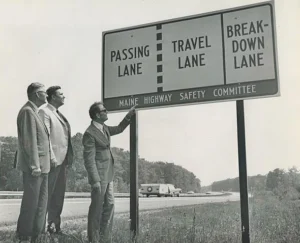 PASSING LANE
TRAVEL LANE
BREAK-DOWN LANE
MAINE HIGHWAY SAFETY COMMITTEE